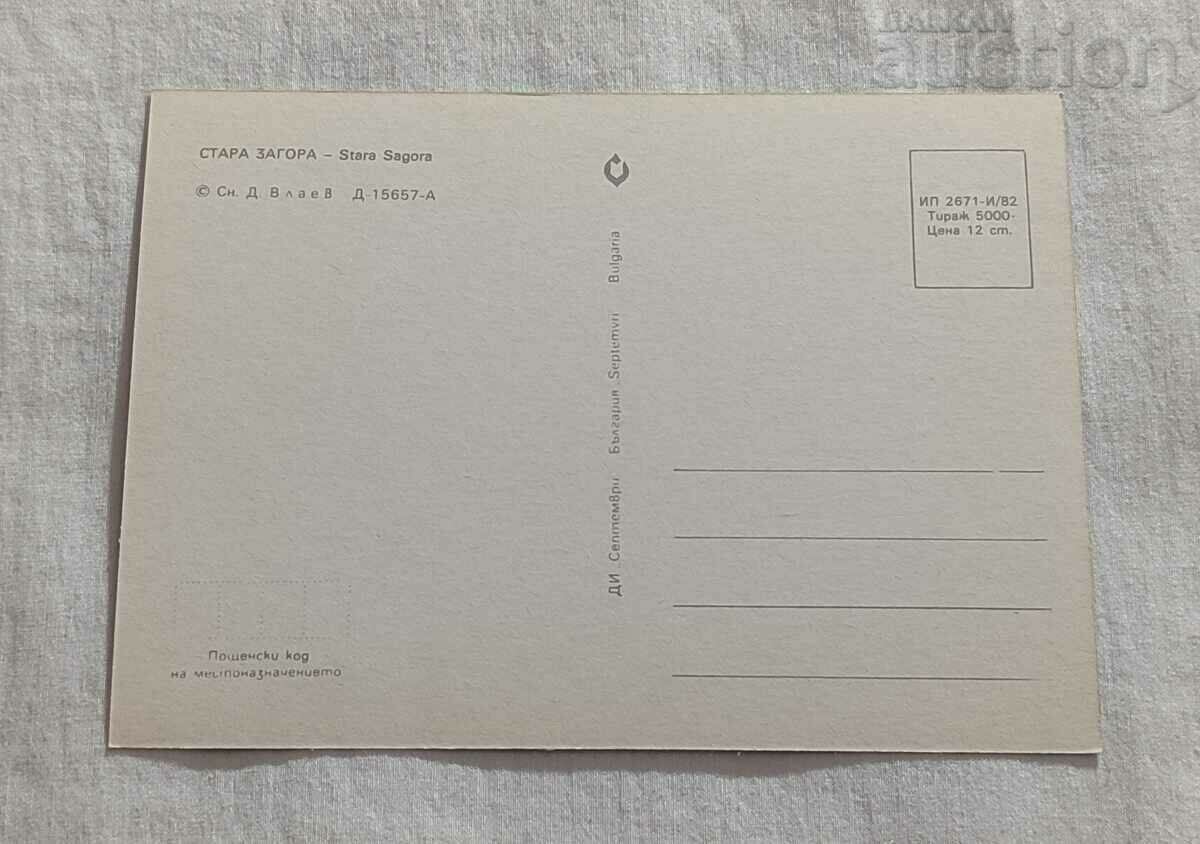 BALKAN
auction
СТАРА ЗАГОРА – Stara Sagora
© Сн. Д. Влаев Д-15657-А
ИП 2671-И/82
Тираж 5000-
Цена 12 ст.
ДИ „Септември“ България „Septemvri“ Bulgaria
Пощенски код
на местоназначението